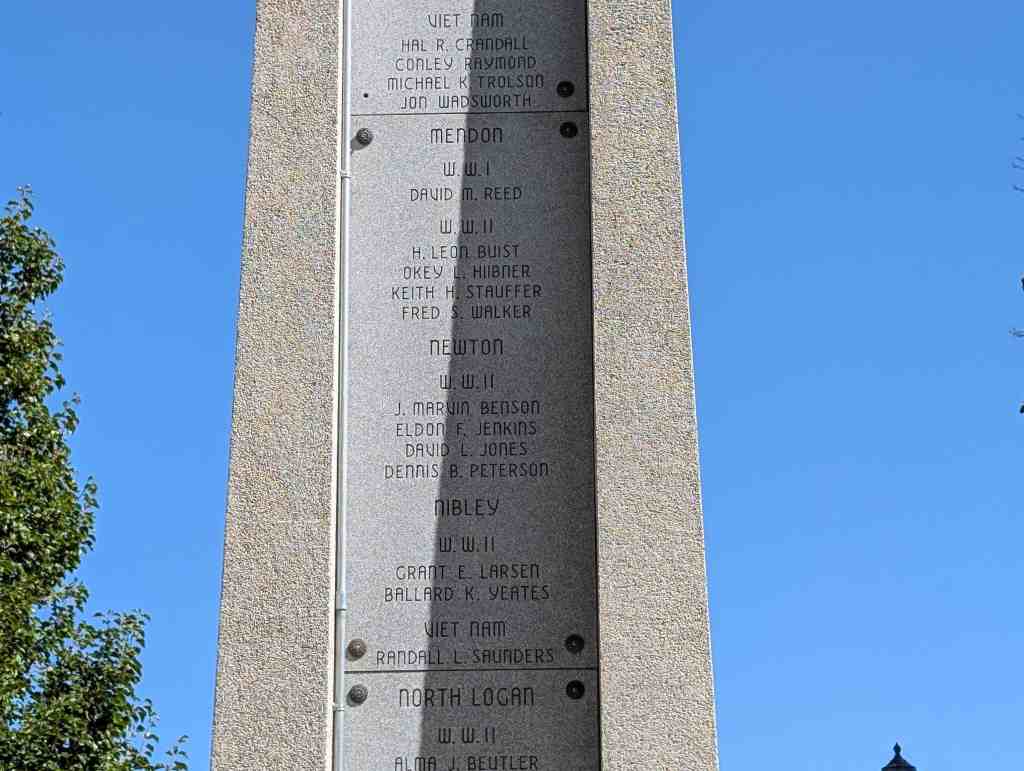 VIET NAM
HAL R. CRANDALL
CONLEY RAYMOND
MICHAEL K. TROLSON
JON WADSWORTH
MENDON
W. W. I
DAVID M. REED
W. W. II
H. LEON BUIST
OKEY L. HIIBNER
KEITH H. STAUFFER
FRED S. WALKER
NEWTON
W. W. II
J. MARVIN BENSON
ELDON F. JENKINS
DAVID L. JONES
DENNIS B. PETERSON
NIBLEY
W. W. II
GRANT E. LARSEN
BALLARD K. YEATES
VIET NAM
RANDALL L. SAUNDERS
NORTH LOGAN
W. W. II
ALMA J. BEUTLER